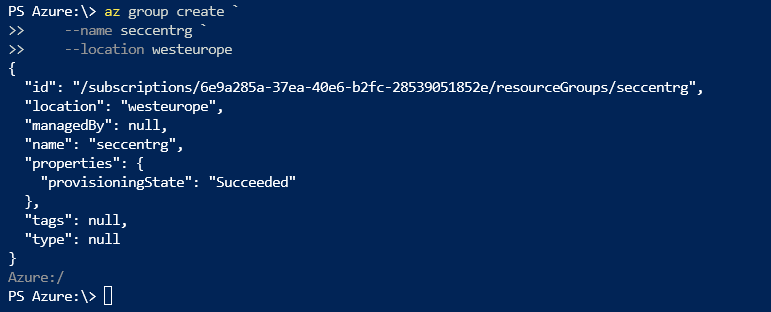 PS Azure:\> az group create `
>>     --name seccentrg `
>>     --location westeurope
{
  "id": "/subscriptions/6e9a285a-37ea-40e6-b2fc-28539051852e/resourceGroups/seccentrg",
  "location": "westeurope",
  "managedBy": null,
  "name": "seccentrg",
  "properties": {
    "provisioningState": "Succeeded"
  },
  "tags": null,
  "type": null
}
Azure:/
PS Azure:\>